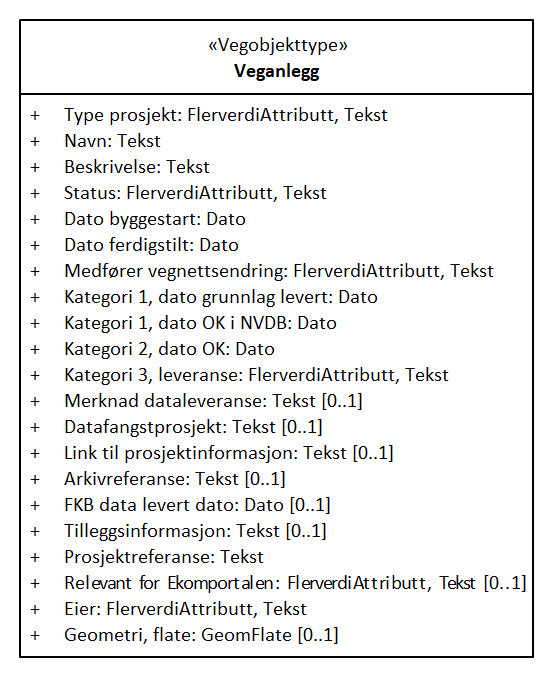 «Vegobjekttype»
Veganlegg
+ Type prosjekt: FlerverdiAttributt, Tekst
+ Navn: Tekst
+ Beskrivelse: Tekst
+ Status: FlerverdiAttributt, Tekst
+ Dato byggestart: Dato
+ Dato ferdigstilt: Dato
+ Medfører vegnettsendring: FlerverdiAttributt, Tekst
+ Kategori 1, dato grunnlag levert: Dato
+ Kategori 1, dato OK i NVDB: Dato
+ Kategori 2, dato OK: Dato
+ Kategori 3, leveranse: FlerverdiAttributt, Tekst
+ Merknad dataleveranse: Tekst [0..1]
+ Datafangstprosjekt: Tekst [0..1]
+ Link til prosjektinformasjon: Tekst [0..1]
+ Arkivreferanse: Tekst [0..1]
+ FKB data levert dato: Dato [0..1]
+ Tilleggsinformasjon: Tekst [0..1]
+ Prosjektreferanse: Tekst
+ Relevant for Ekomportalen: FlerverdiAttributt, Tekst [0..1]
+ Eier: FlerverdiAttributt, Tekst
+ Geometri, flate: GeomFlate [0..1]